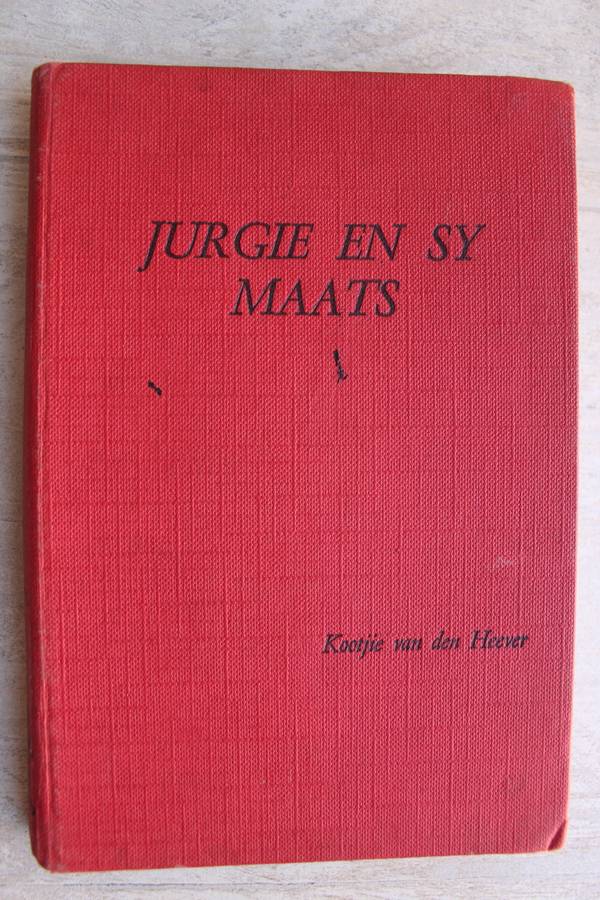 JURGIE EN SY
MAATS
Kootjie van den Heever